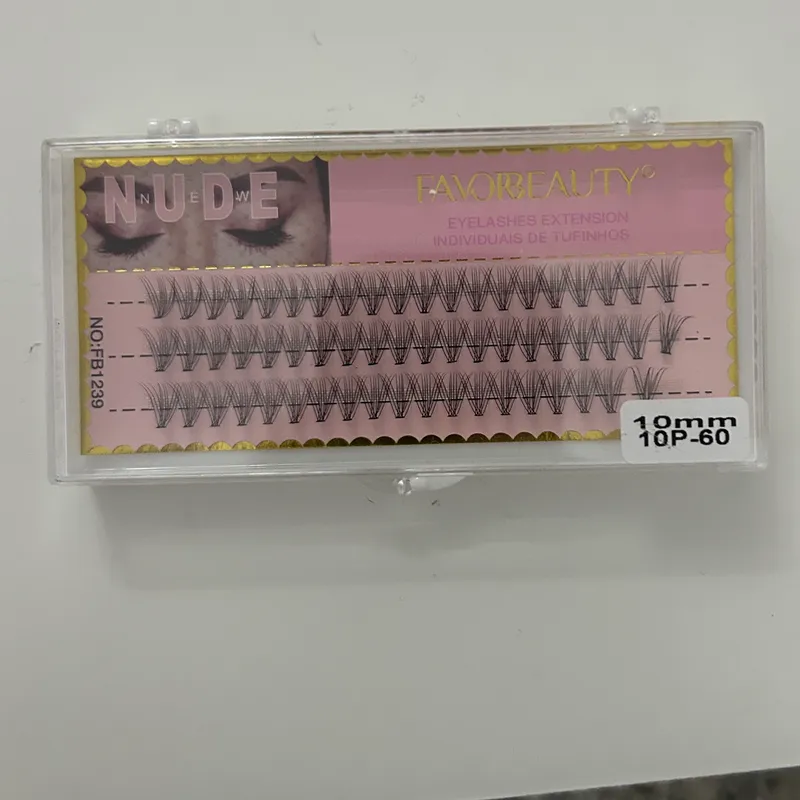 NUDE
NEW
FAVORBEAUTY®
EYELASHES EXTENSION
INDIVIDUAIS DE TUFINHOS
NO:FB1239
10mm
10P-60